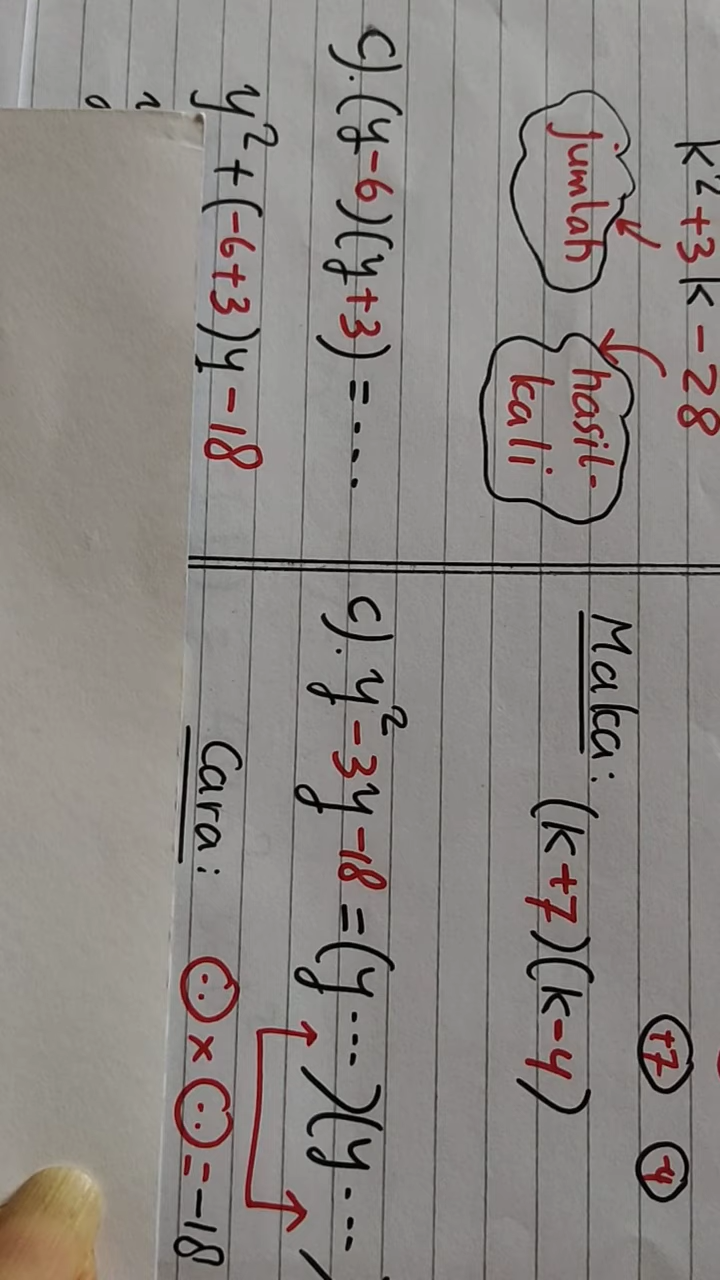 k²+3k-28
jumlah
hasil-
kali
c). (y-6)(y+3) = ....
y²+(-6+3)y-18
+7 -4
Maka: (k+7)(k-4)
c). y²-3y-18 = (y....)(y....
Cara: × = -18